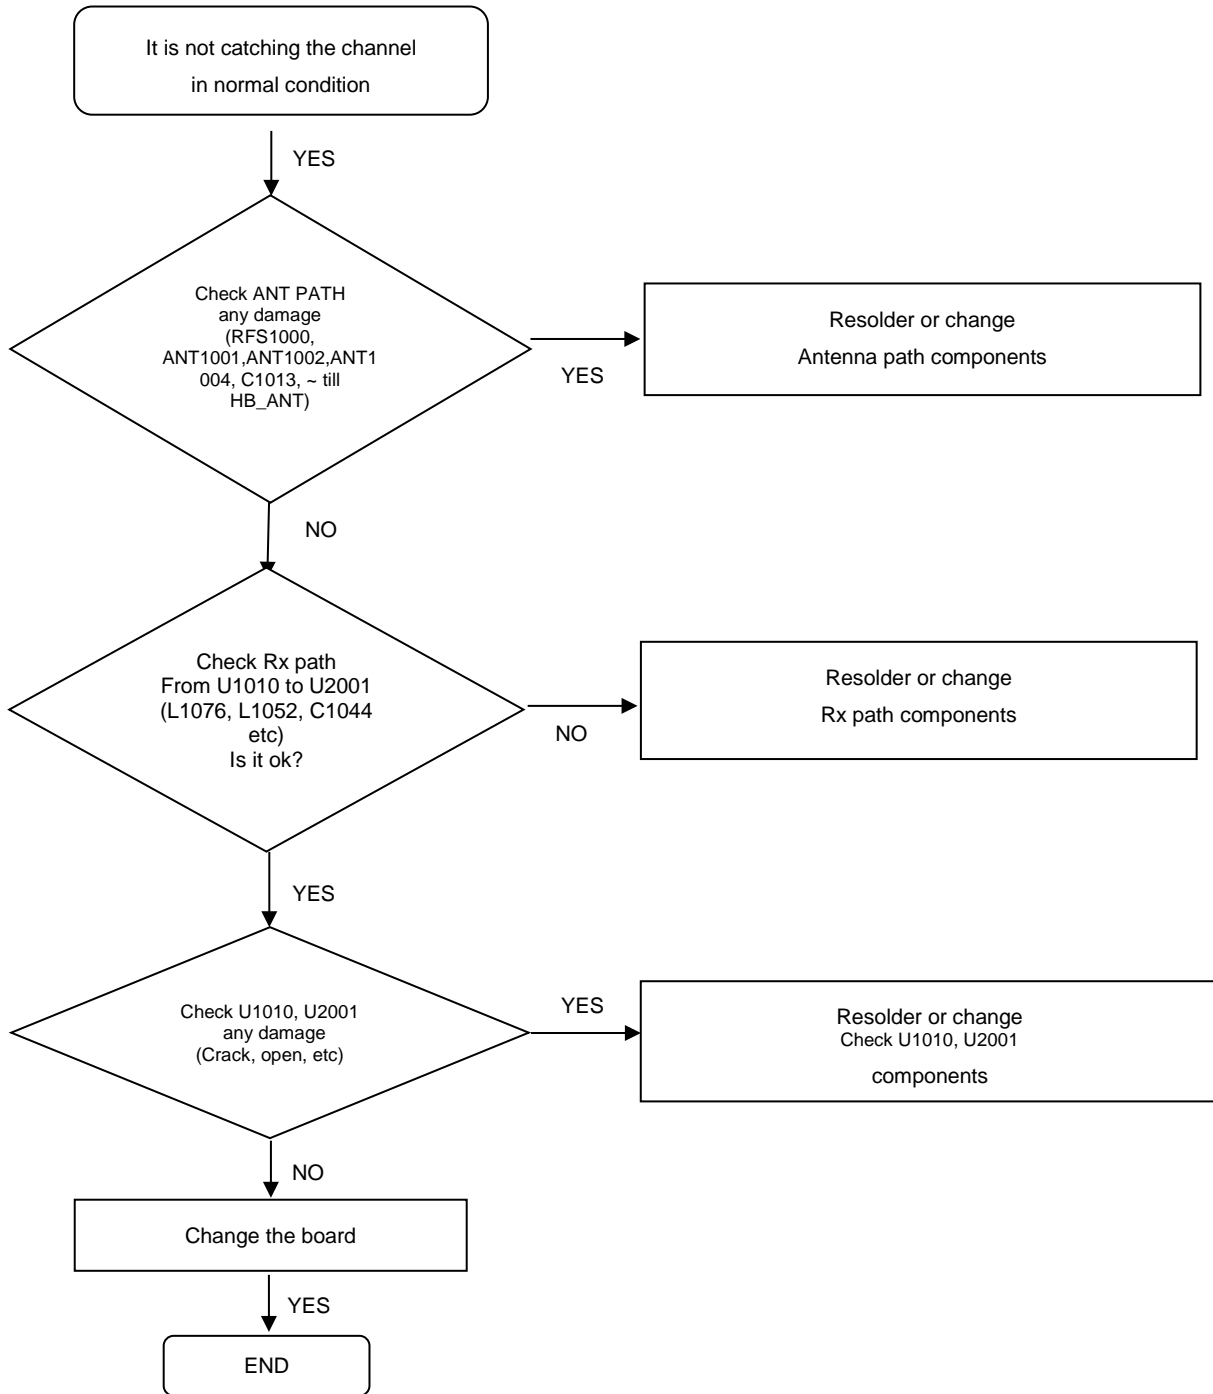 It is not catching the channel
in normal condition
YES
Check ANT PATH
any damage
(RFS1000,
ANT1001,ANT1002,ANT1
004, C1013, ~ till
HB_ANT)
YES
Resolder or change
Antenna path components
NO
Check Rx path
From U1010 to U2001
(L1076, L1052, C1044
etc)
Is it ok?
NO
Resolder or change
Rx path components
YES
Check U1010, U2001
any damage
(Crack, open, etc)
YES
Resolder or change
Check U1010, U2001
components
NO
Change the board
YES
END